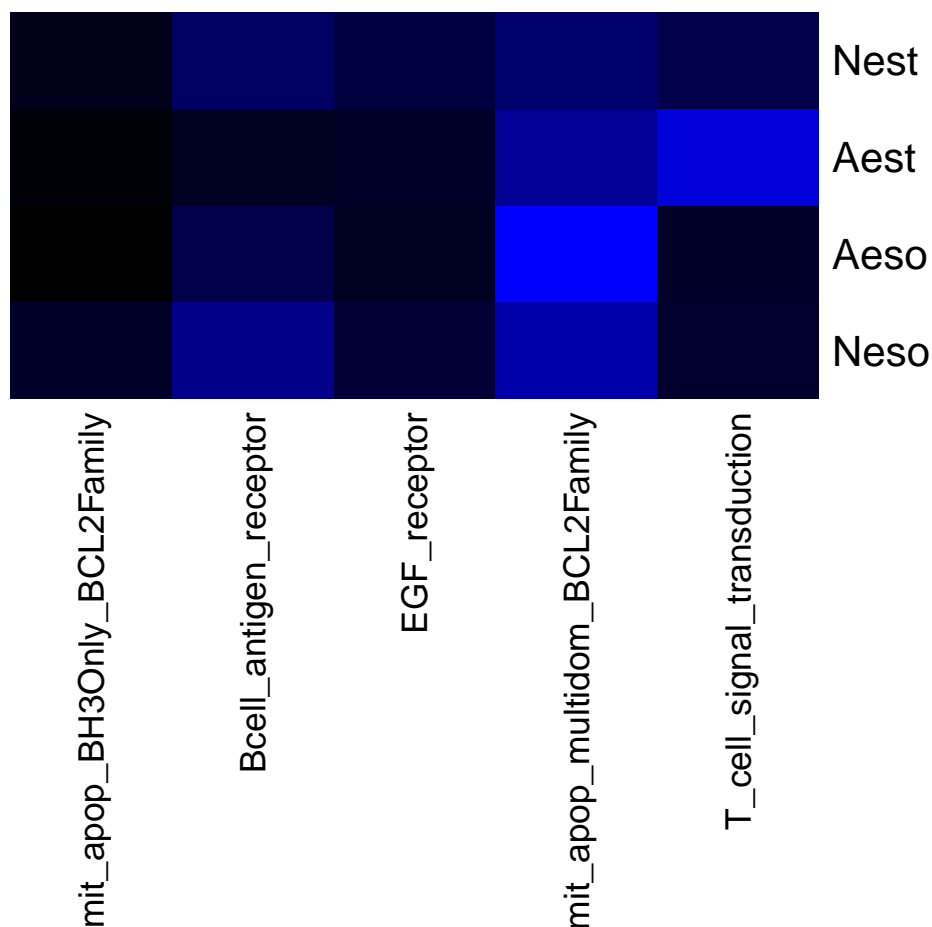 Nest
Aest
Aeso
Neso
mit_apop_BH3Only_BCL2Family
Bcell_antigen_receptor
EGF_receptor
mit_apop_multidom_BCL2Family
T_cell_signal_transduction